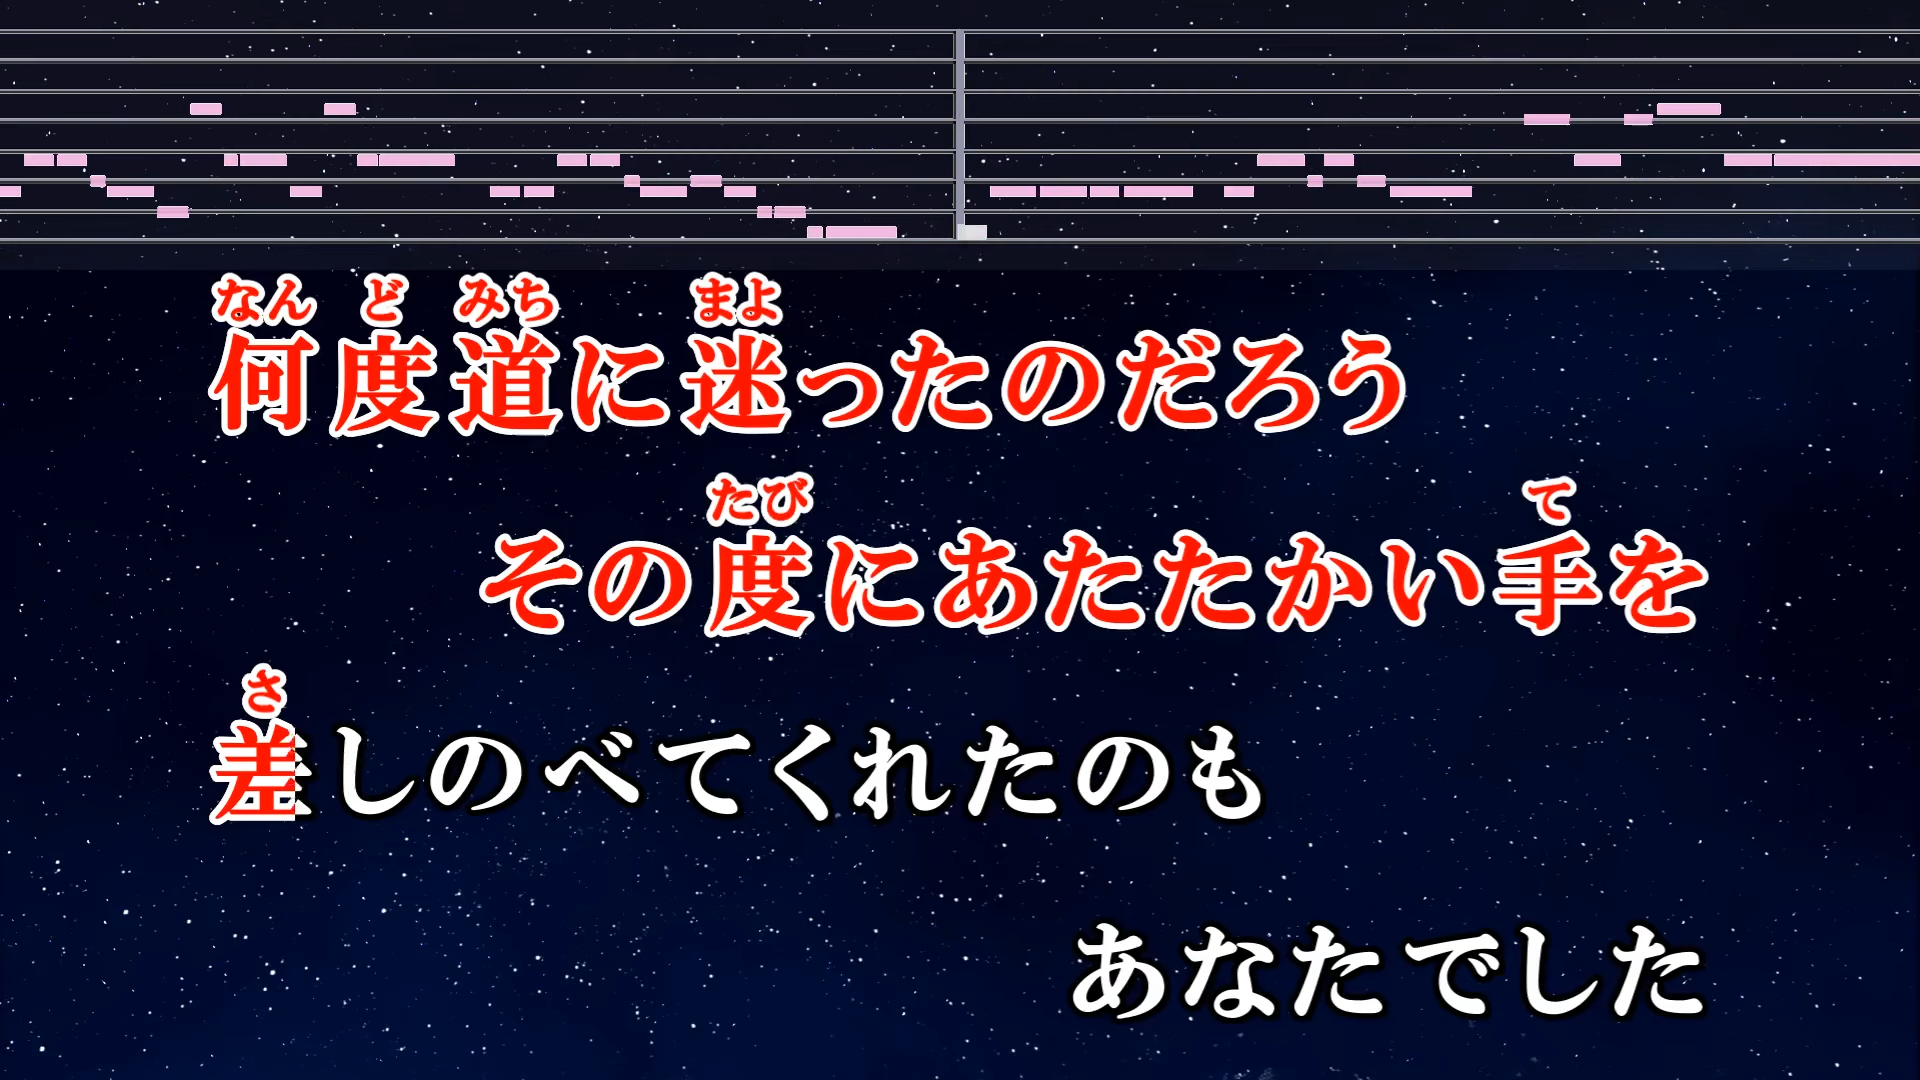 なん ど みち まよ
何度道に迷ったのだろう
たび て
その度にあたたかい手を
さ
差しのべてくれたのも
あなたでした